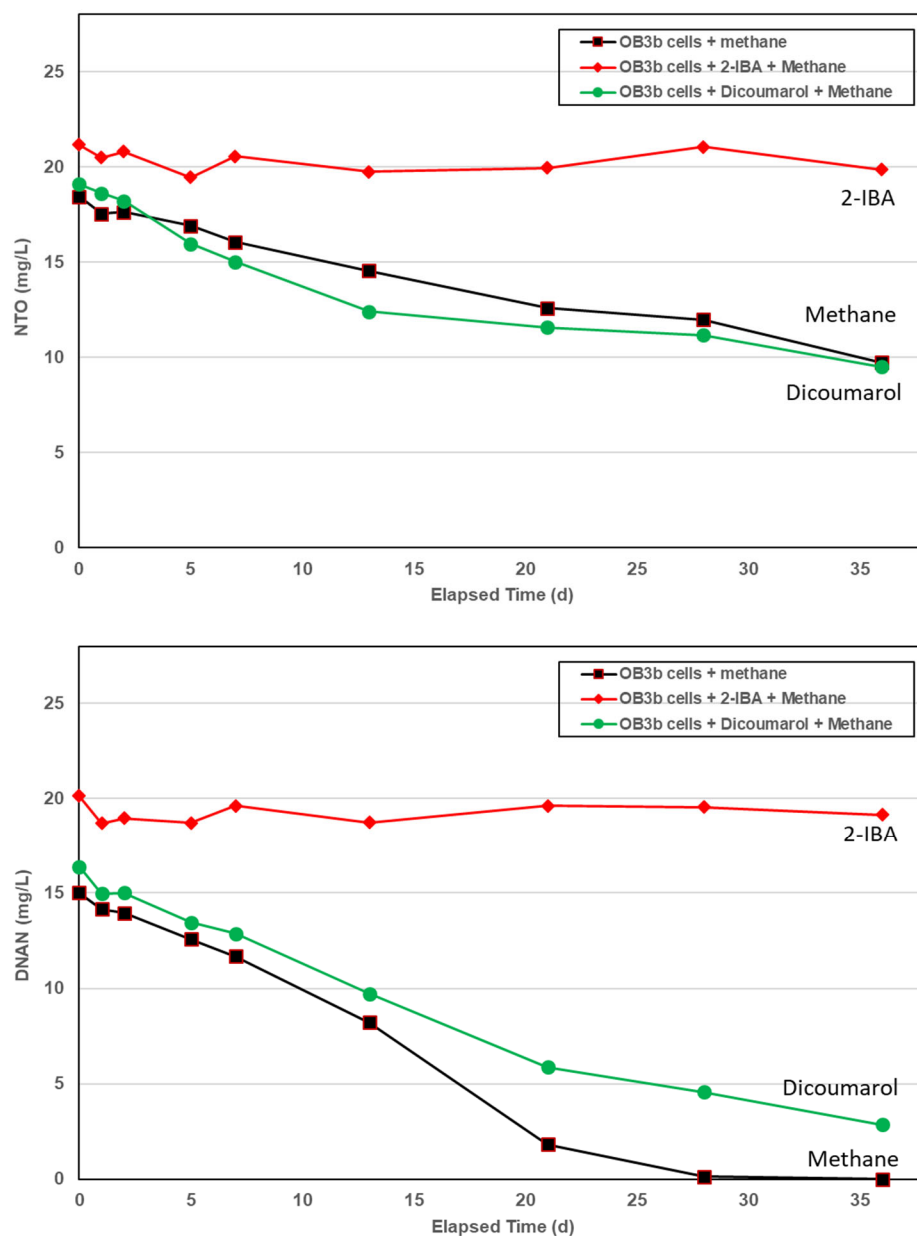 OB3b cells + methane
OB3b cells + 2-IBA + Methane
OB3b cells + Dicoumarol + Methane
25
20
15
10
5
0
NTO (mg/L)
2-IBA
Methane
Dicoumarol
0 5 10 15 20 25 30 35
Elapsed Time (d)
OB3b cells + methane
OB3b cells + 2-IBA + Methane
OB3b cells + Dicoumarol + Methane
25
20
15
10
5
0
DNAN (mg/L)
2-IBA
Dicoumarol
Methane
0 5 10 15 20 25 30 35
Elapsed Time (d)